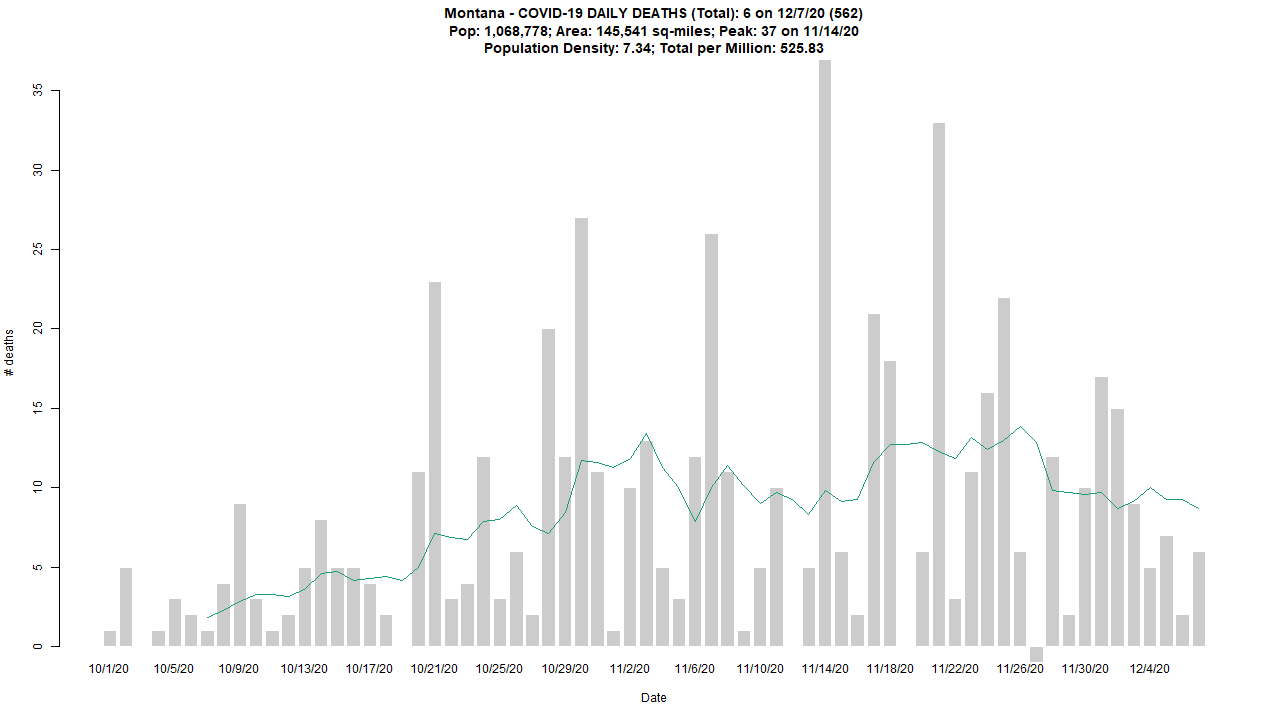 Montana - COVID-19 DAILY DEATHS (Total): 6 on 12/7/20 (562)
Pop: 1,068,778; Area: 145,541 sq-miles; Peak: 37 on 11/14/20
Population Density: 7.34; Total per Million: 525.83
# deaths
35
30
25
20
15
10
5
0
10/1/20 10/5/20 10/9/20 10/13/20 10/17/20 10/21/20 10/25/20 10/29/20 11/2/20 11/6/20 11/10/20 11/14/20 11/18/20 11/22/20 11/26/20 11/30/20 12/4/20
Date